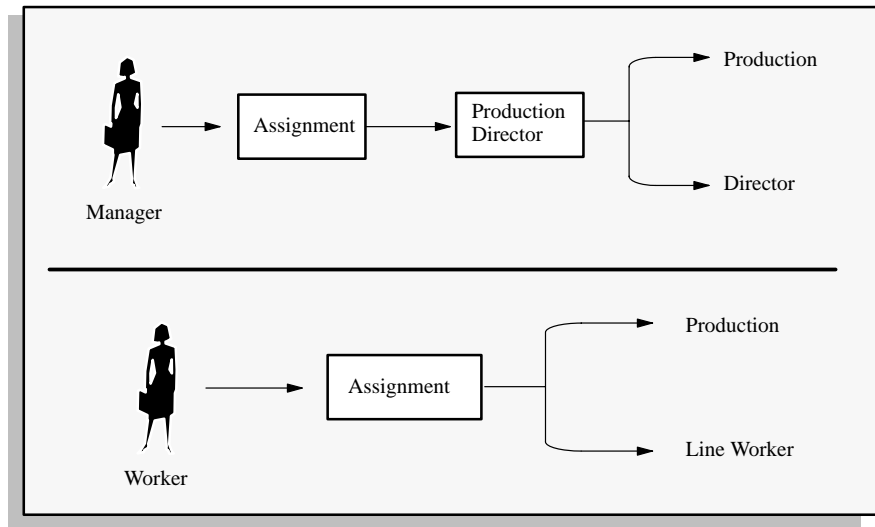 Production
Assignment
Production
Director
Director
Manager
Production
Assignment
Line Worker
Worker